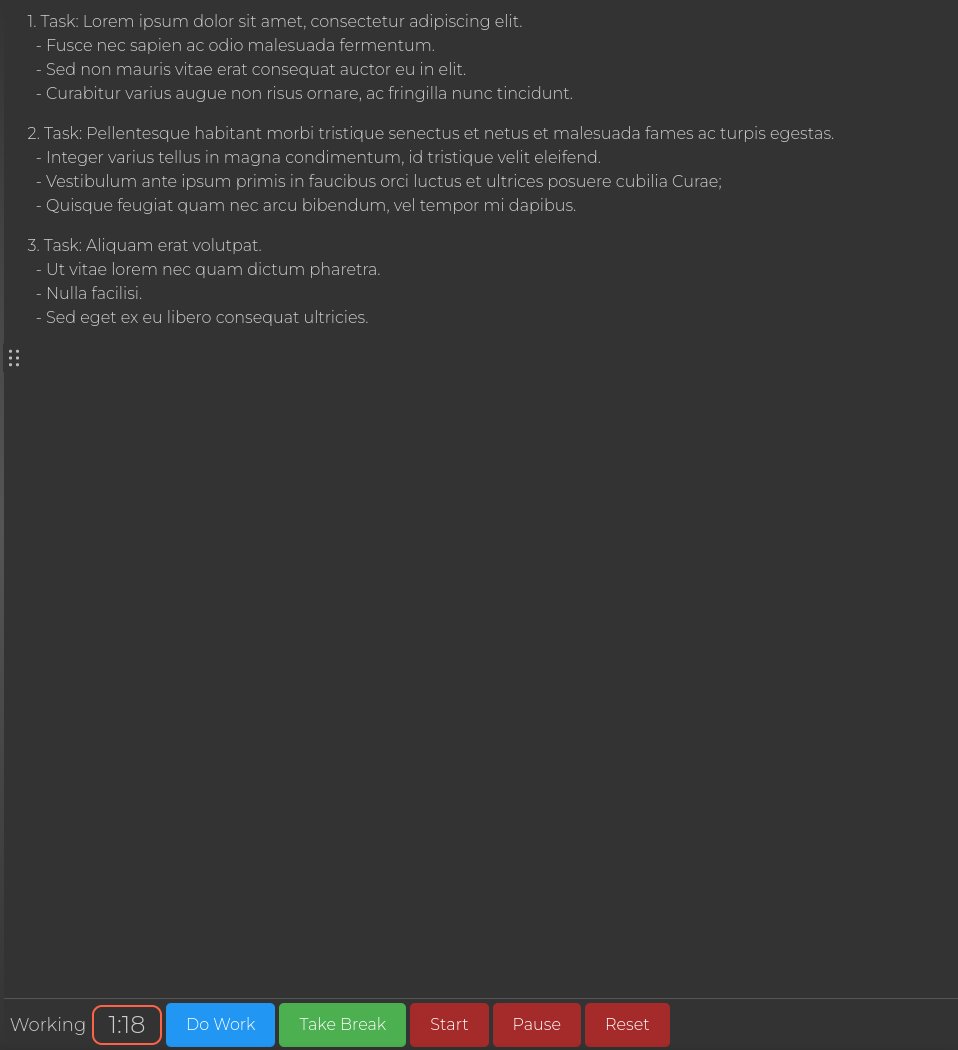 1. Task: Lorem ipsum dolor sit amet, consectetur adipiscing elit.
- Fusce nec sapien ac odio malesuada fermentum.
- Sed non mauris vitae erat consequat auctor eu in elit.
- Curabitur varius augue non risus ornare, ac fringilla nunc tincidunt.
2. Task: Pellentesque habitant morbi tristique senectus et netus et malesuada fames ac turpis egestas.
- Integer varius tellus in magna condimentum, id tristique velit eleifend.
- Vestibulum ante ipsum primis in faucibus orci luctus et ultrices posuere cubilia Curae;
- Quisque feugiat quam nec arcu bibendum, vel tempor mi dapibus.
3. Task: Aliquam erat volutpat.
- Ut vitae lorem nec quam dictum pharetra.
- Nulla facilisi.
- Sed eget ex eu libero consequat ultricies.
Working 1:18 Do Work Take Break Start Pause Reset